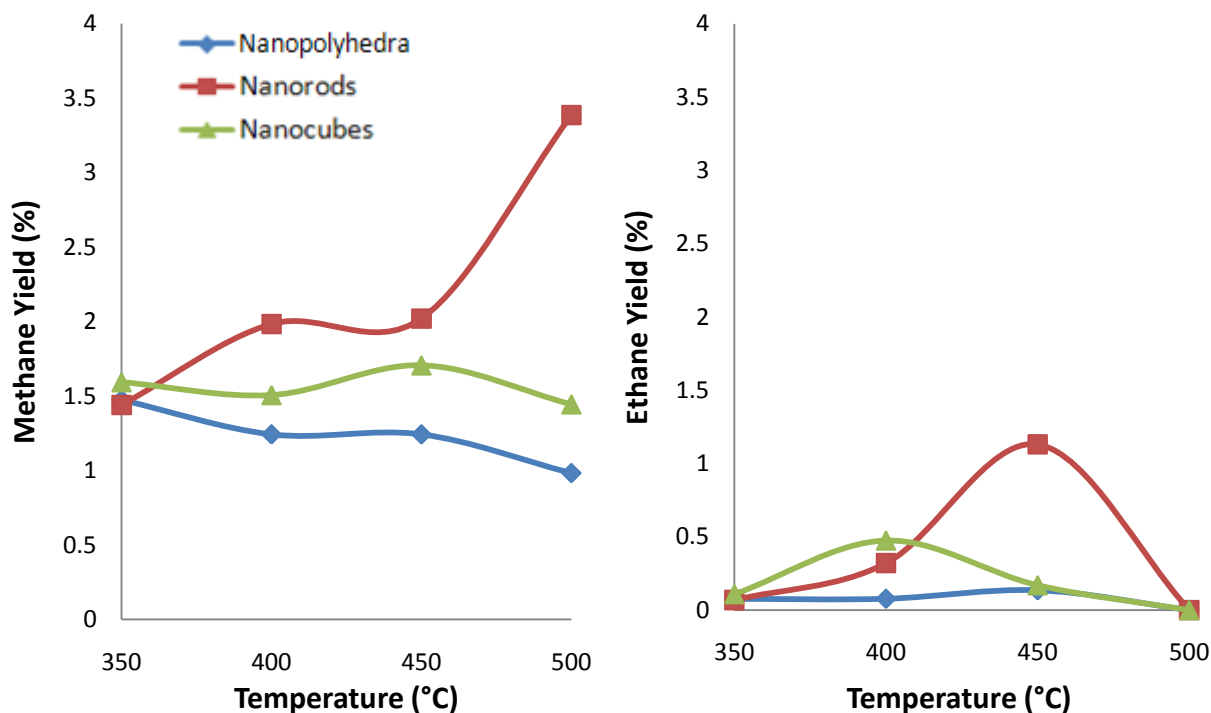 4
3.5
3
2.5
2
1.5
1
0.5
0
Methane Yield (%)
Nanopolyhedra
Nanorods
Nanocubes
350 400 450 500
Temperature (°C)
4
3.5
3
2.5
2
1.5
1
0.5
0
Ethane Yield (%)
350 400 450 500
Temperature (°C)